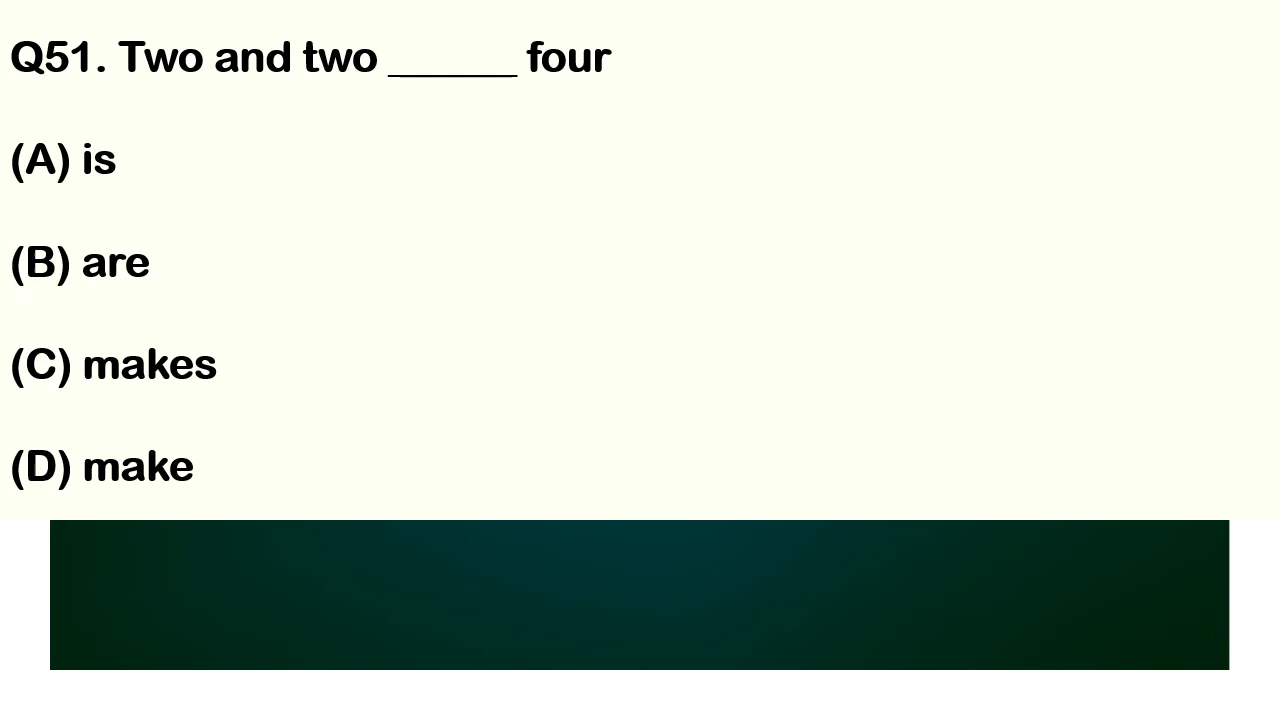 Q51. Two and two ______ four
(A) is
(B) are
(C) makes
(D) make